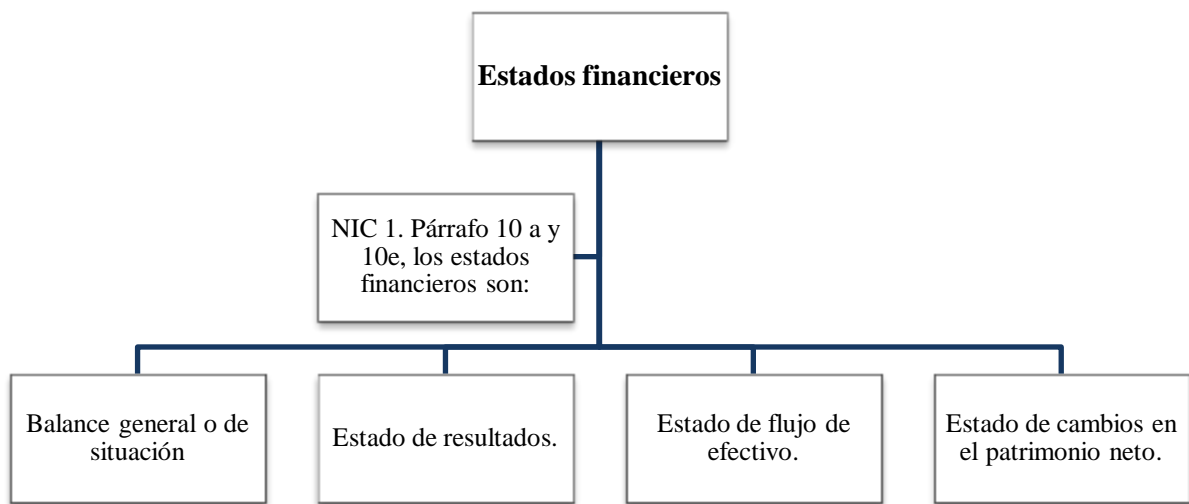 Estados financieros
NIC 1. Párrafo 10 a y
10e, los estados
financieros son:
Balance general o de
situación
Estado de resultados.
Estado de flujo de
efectivo.
Estado de cambios en
el patrimonio neto.